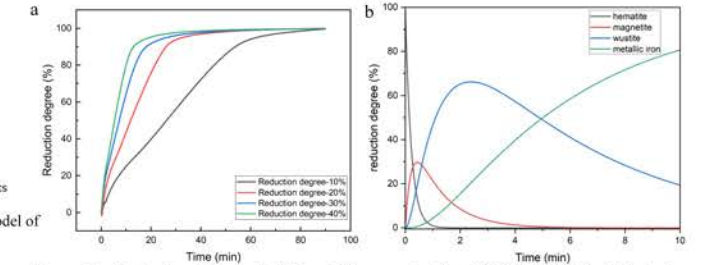 a
b
Reduction degree (%)
100
80
60
40
20
0
0
20
40
60
80
100
Time (min)
Reduction degree-10%
Reduction degree-20%
Reduction degree-30%
Reduction degree-40%
reduction degree (%)
100
80
60
40
20
0
0
2
4
6
8
10
Time (min)
hematite
magnetite
wustite
metallic iron
ts
odel of